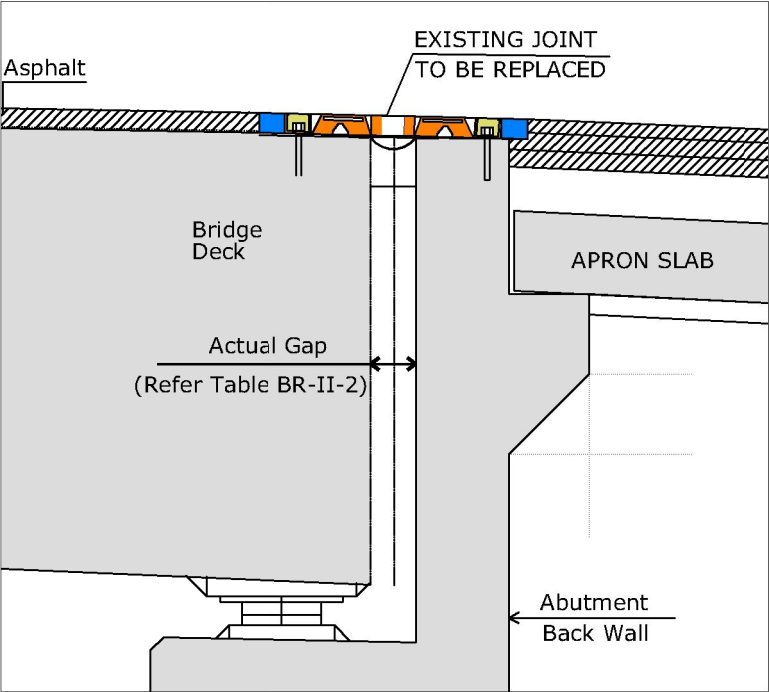 EXISTING JOINT
TO BE REPLACED
Asphalt
Bridge
Deck
APRON SLAB
Actual Gap
(Refer Table BR-II-2)
Abutment
Back Wall